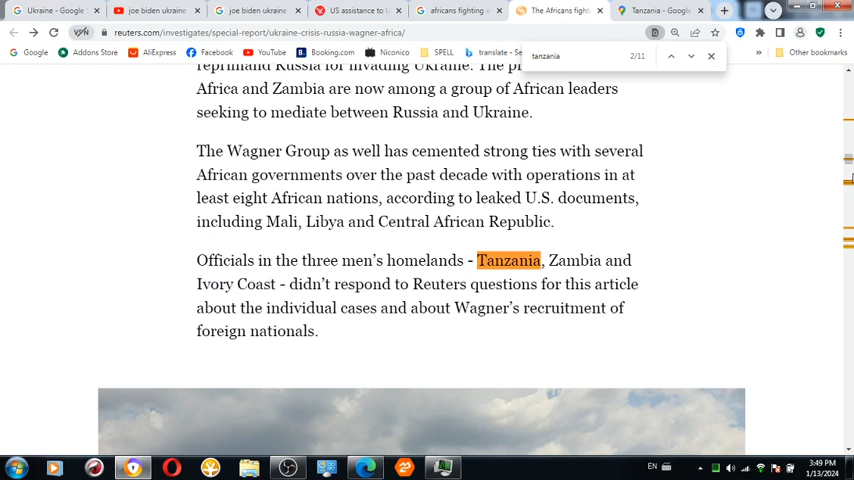 Ukraine - Google
joe biden ukraine
joe biden ukraine
US assistance to U
africans fighting e
The Africans fight
Tanzania - Google
VPN
reuters.com/investigates/special-report/ukraine-crisis-russia-wagner-africa/
Google
Addons Store
AliExpress
Facebook
YouTube
Booking.com
Niconico
SPELL
translate - Se
Other bookmarks
tanzania
2/11
reprimand Russia for invading Ukraine. The
Africa and Zambia are now among a group of African leaders
seeking to mediate between Russia and Ukraine.
The Wagner Group as well has cemented strong ties with several
African governments over the past decade with operations in at
least eight African nations, according to leaked U.S. documents,
including Mali, Libya and Central African Republic.
Officials in the three men's homelands - Tanzania, Zambia and
Ivory Coast - didn't respond to Reuters questions for this article
about the individual cases and about Wagner's recruitment of
foreign nationals.
EN
3:49 PM
1/13/2024